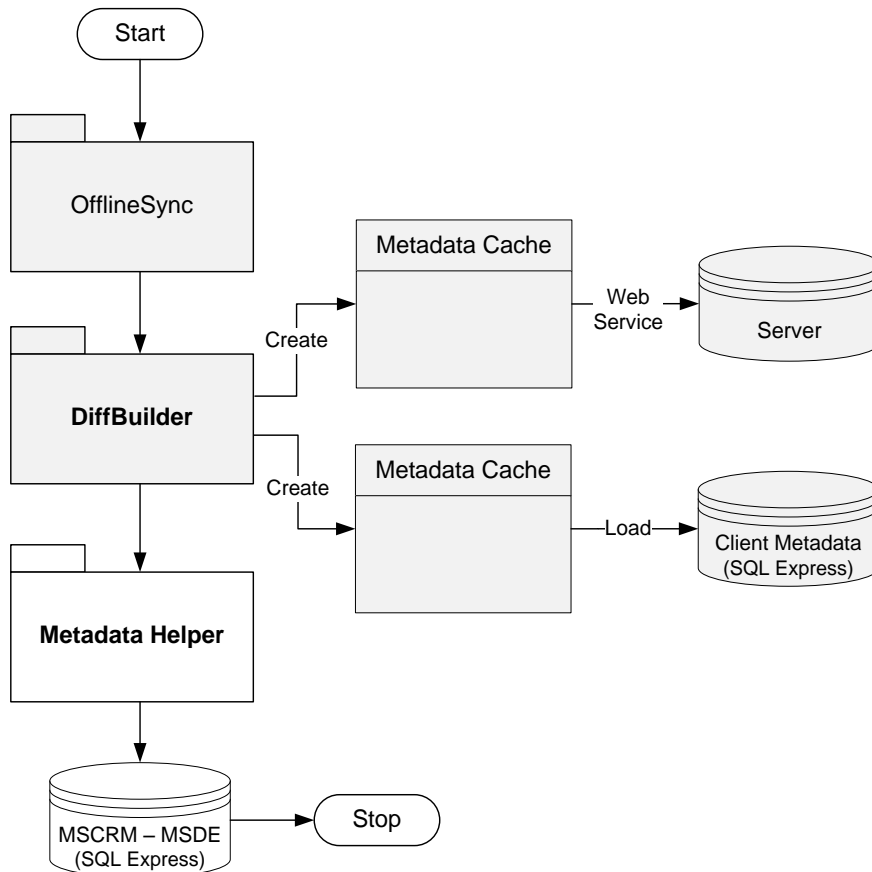 Start
OfflineSync
Metadata Cache
Web
Service
Server
Create
DiffBuilder
Metadata Cache
Create
Load
Client Metadata
(SQL Express)
Metadata Helper
MSCRM – MSDE
(SQL Express)
Stop